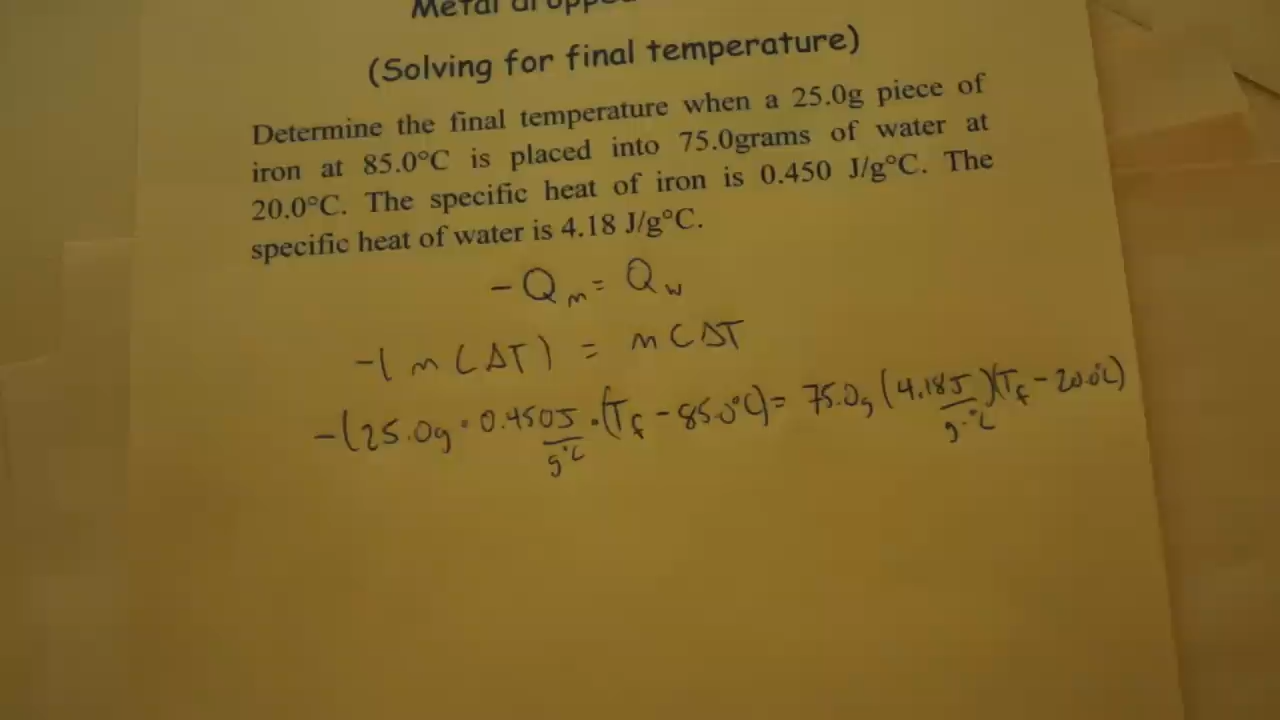 Metal dropped
(Solving for final temperature)
Determine the final temperature when a 25.0g piece of
iron at 85.0°C is placed into 75.0grams of water at
20.0°C. The specific heat of iron is 0.450 J/g°C. The
specific heat of water is 4.18 J/g°C.
-Qm = Qw
-(mCΔT) = mCΔT
-(25.0g · 0.450J/g°C · (Tf - 85.0°C) = 75.0g (4.18J/g·°C)(Tf - 20.0°C)